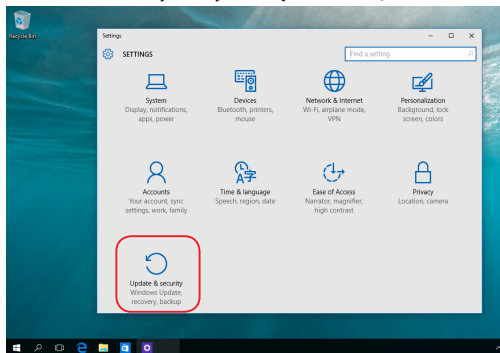 Recycle Bin
Settings
SETTINGS
Find a setting
System
Display, notifications,
apps, power
Devices
Bluetooth, printers,
mouse
Network & Internet
Wi-Fi, airplane mode,
VPN
Personalization
Background, lock
screen, colors
Accounts
Your account, sync
settings, work, family
Time & language
Speech, region, date
Ease of Access
Narrator, magnifier,
high contrast
Privacy
Location, camera
Update & security
Windows Update,
recovery, backup